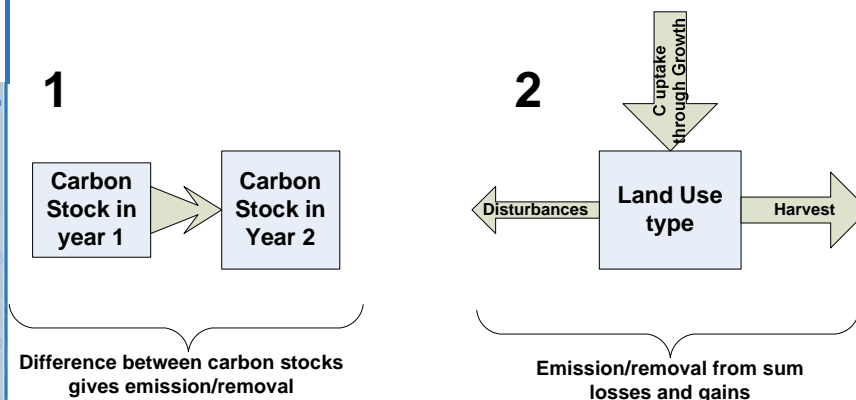 1
Carbon
Stock in
year 1
Carbon
Stock in
Year 2
Difference between carbon stocks
gives emission/removal
2
C uptake
through Growth
Disturbances
Land Use
type
Harvest
Emission/removal from sum
losses and gains